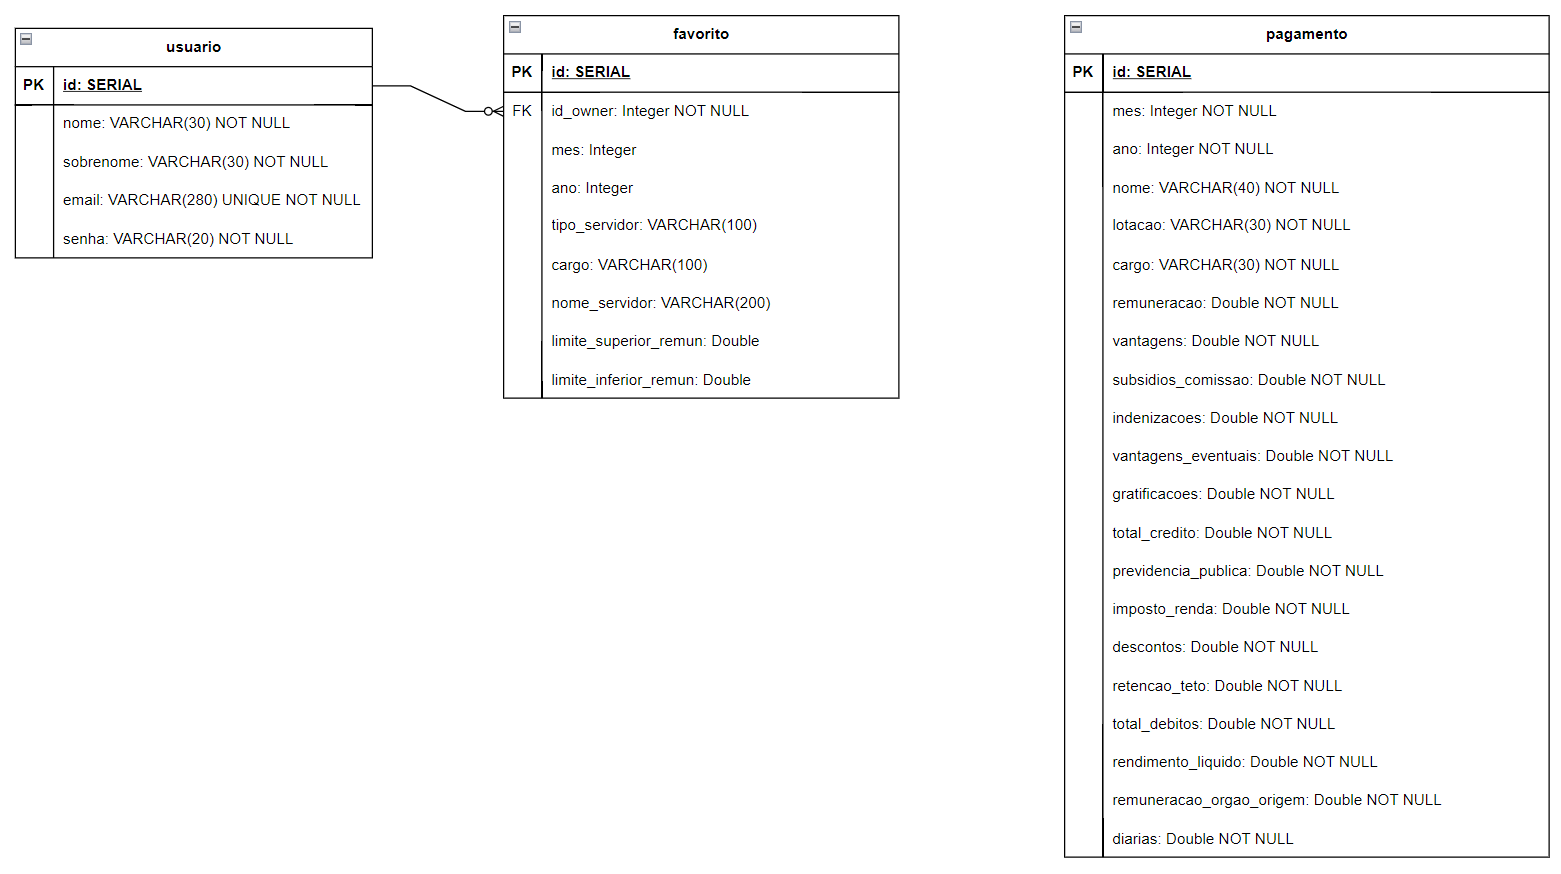 usuario
PK id: SERIAL
nome: VARCHAR(30) NOT NULL
sobrenome: VARCHAR(30) NOT NULL
email: VARCHAR(280) UNIQUE NOT NULL
senha: VARCHAR(20) NOT NULL
favorito
PK id: SERIAL
FK id_owner: Integer NOT NULL
mes: Integer
ano: Integer
tipo_servidor: VARCHAR(100)
cargo: VARCHAR(100)
nome_servidor: VARCHAR(200)
limite_superior_remun: Double
limite_inferior_remun: Double
pagamento
PK id: SERIAL
mes: Integer NOT NULL
ano: Integer NOT NULL
nome: VARCHAR(40) NOT NULL
lotacao: VARCHAR(30) NOT NULL
cargo: VARCHAR(30) NOT NULL
remuneracao: Double NOT NULL
vantagens: Double NOT NULL
subsidios_comissao: Double NOT NULL
indenizacoes: Double NOT NULL
vantagens_eventuais: Double NOT NULL
gratificacoes: Double NOT NULL
total_credito: Double NOT NULL
previdencia_publica: Double NOT NULL
imposto_renda: Double NOT NULL
descontos: Double NOT NULL
retencao_teto: Double NOT NULL
total_debitos: Double NOT NULL
rendimento_liquido: Double NOT NULL
remuneracao_orgao_origem: Double NOT NULL
diarias: Double NOT NULL